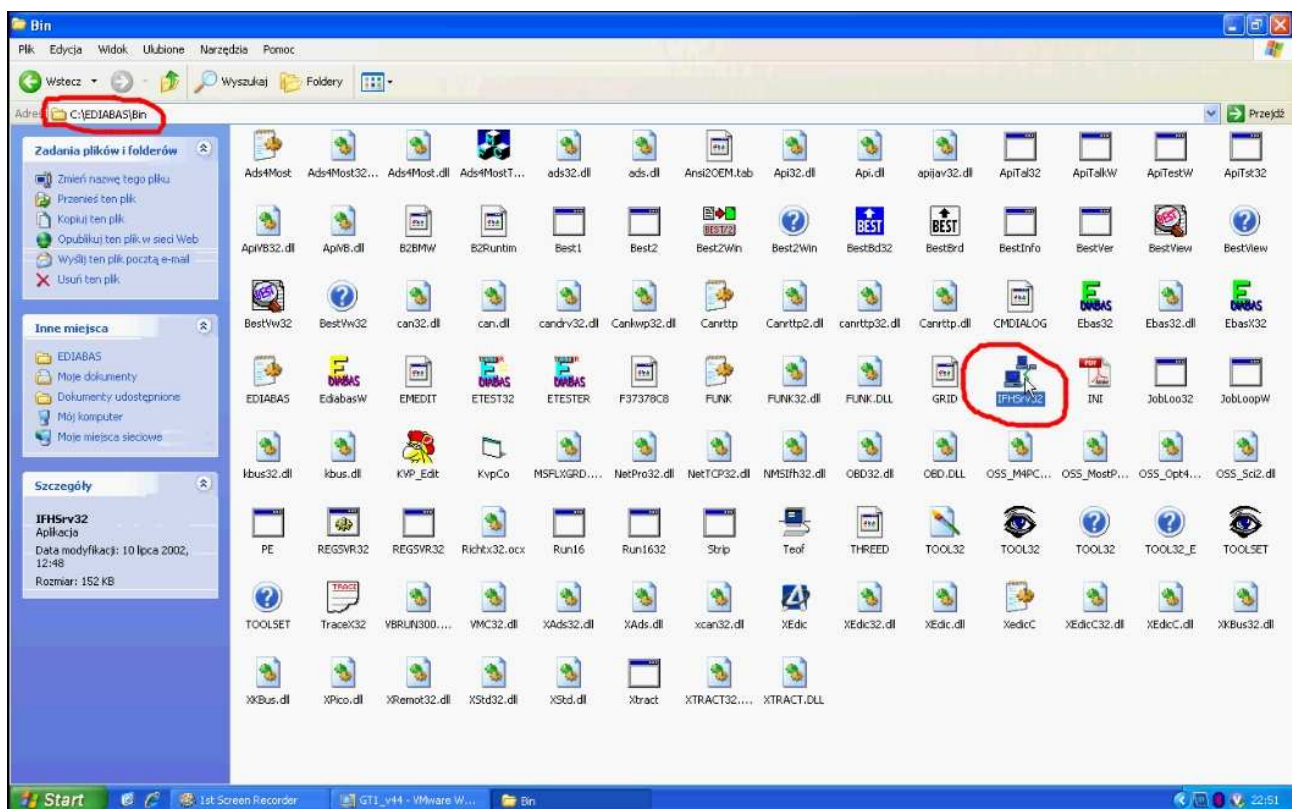 Bin
Plik Edycja Widok Ulubione Narzędzia Pomoc
Wstecz Wyszukaj Foldery
Adres C:\EDIABAS\Bin Przejdź
Zadania plików i folderów
Zmień nazwę tego pliku
Przenieś ten plik
Kopiuj ten plik
Opublikuj ten plik w sieci Web
Wyślij ten plik pocztą e-mail
Usuń ten plik
Inne miejsca
EDIABAS
Moje dokumenty
Dokumenty udostępnione
Mój komputer
Moje miejsca sieciowe
Szczegóły
IFHSrv32
Aplikacja
Data modyfikacji: 10 lipca 2002,
12:48
Rozmiar: 152 KB
Ads4Most Ads4Most32... Ads4Most.dll Ads4MostT... ads32.dll ads.dll Ansi2OEM.tab Api32.dll Api.dll apijav32.dll ApiTal32 ApiTalkW ApiTestW ApiTst32
ApiVB32.dll ApiVB.dll B2BMW B2Runtim Best1 Best2 Best2Win Best2Win BestBd32 BestBrd BestInfo BestVer BestView BestView
BestVw32 BestVw32 can32.dll can.dll candrv32.dll Cankwp32.dll Canrttp Canrttp2.dll canrttp32.dll Canrttp.dll CMDIALOG Ebas32 Ebas32.dll EbasX32
EDIABAS EdiabasW EMEDIT ETEST32 ETESTER F37378C8 FUNK FUNK32.dll FUNK.DLL GRID IFHSrv32 INI JobLoo32 JobLoopW
kbus32.dll kbus.dll KVP_Edit KvpCo MSFLXGRD.... NetPro32.dll NetTCP32.dll NMSIfh32.dll OBD32.dll OBD.DLL OSS_M4PC... OSS_MostP... OSS_Opt4... OSS_Sci2.dll
PE REGSVR32 REGSVR32 Richtx32.ocx Run16 Run1632 Strip Teof THREED TOOL32 TOOL32 TOOL32 TOOL32_E TOOLSET
TOOLSET TraceX32 VBRUN300.... VMC32.dll XAds32.dll XAds.dll xcan32.dll XEdic XEdic32.dll XEdic.dll XedicC XEdicC32.dll XEdicC.dll XKBus32.dll
XKBus.dll XPico.dll XRemot32.dll XStd32.dll XStd.dll Xtract XTRACT32.... XTRACT.DLL
Start 1st Screen Recorder GT1_v44 - VMware W... Bin 22:51